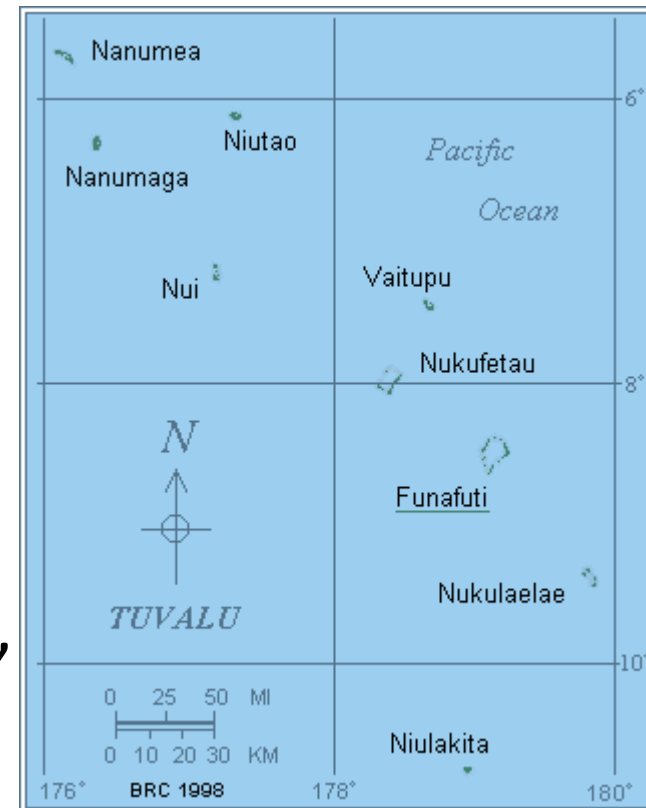 Nanumea
6°
Niutao
Pacific
Nanumaga
Ocean
Vaitupu
Nui
Nukufetau
8°
N
Funafuti
Nukulaelae
TUVALU
,
10°
0 25 50 MI
0 10 20 30 KM
Niulakita
176° BRC 1998 178° 180°